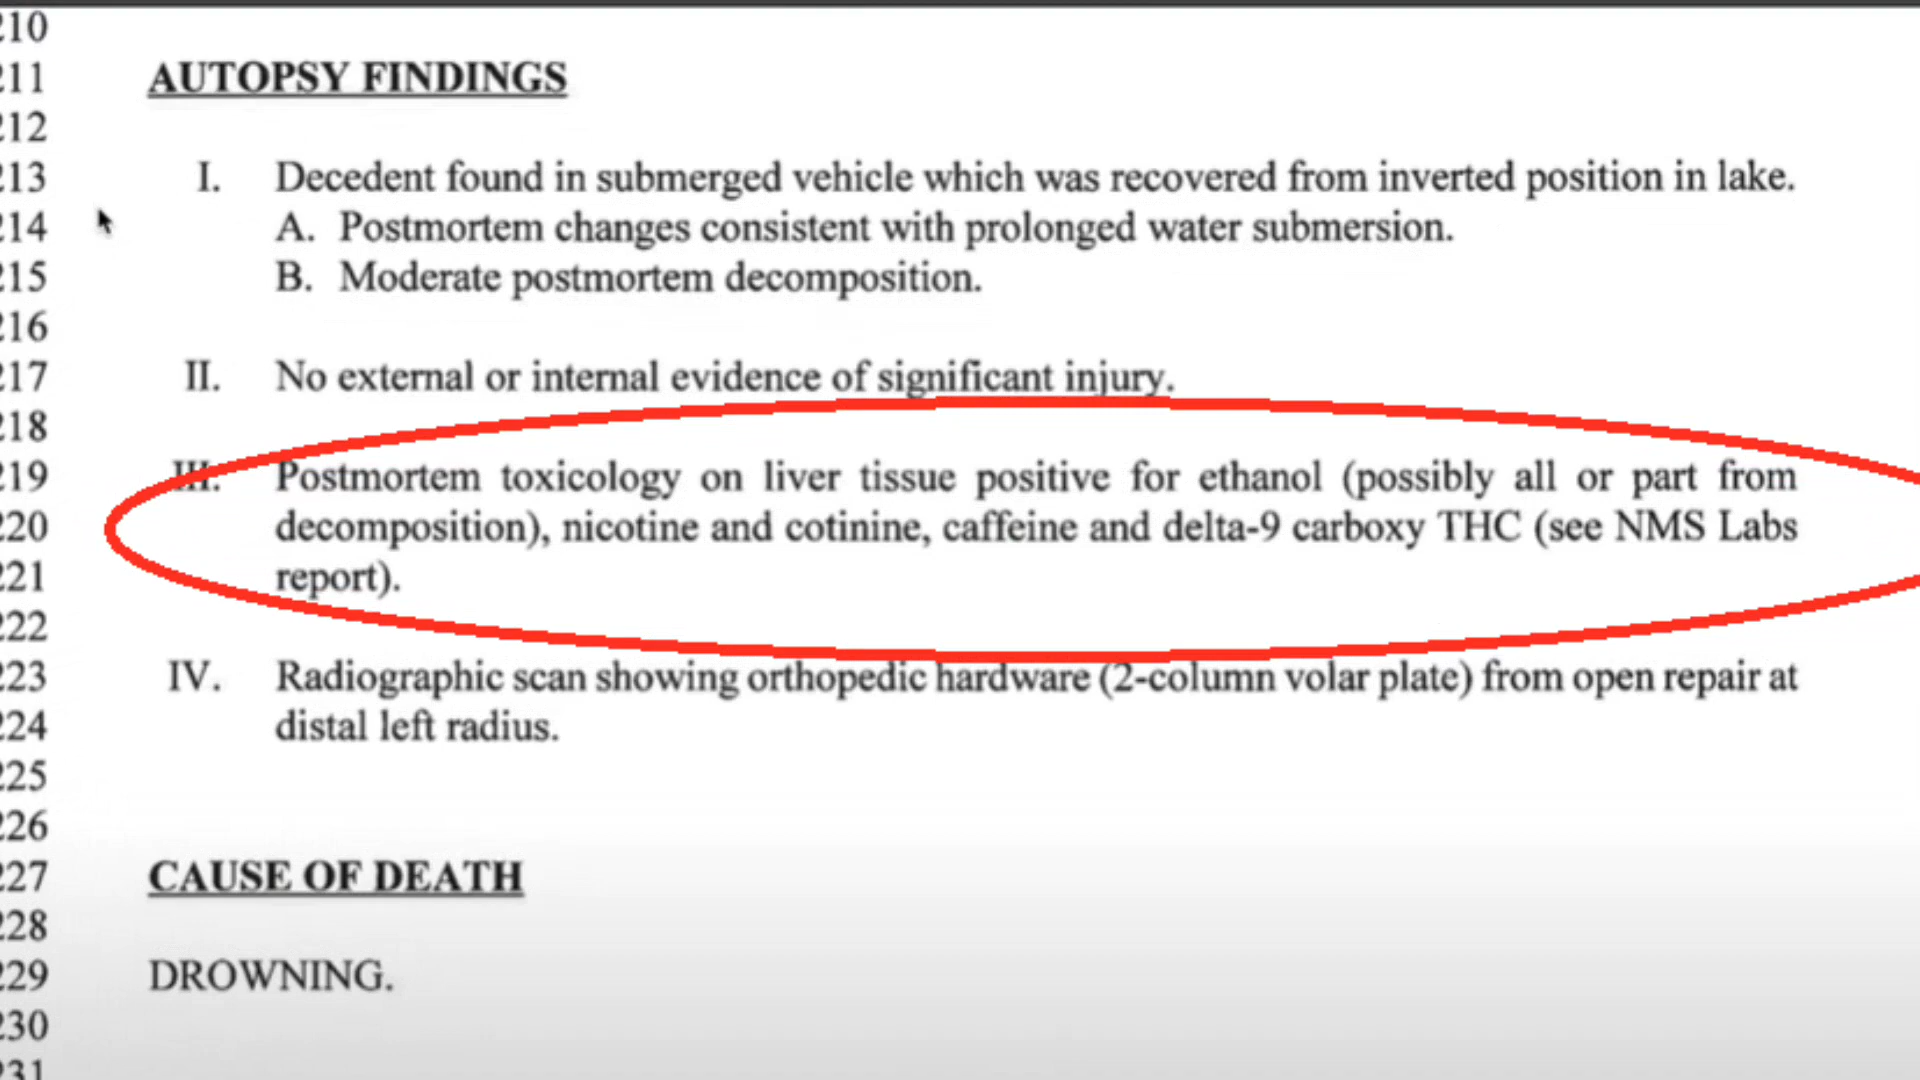 210
211 AUTOPSY FINDINGS
212
213 I. Decedent found in submerged vehicle which was recovered from inverted position in lake.
214 A. Postmortem changes consistent with prolonged water submersion.
215 B. Moderate postmortem decomposition.
216
217 II. No external or internal evidence of significant injury.
218
219 III. Postmortem toxicology on liver tissue positive for ethanol (possibly all or part from
220 decomposition), nicotine and cotinine, caffeine and delta-9 carboxy THC (see NMS Labs
221 report).
222
223 IV. Radiographic scan showing orthopedic hardware (2-column volar plate) from open repair at
224 distal left radius.
225
226
227 CAUSE OF DEATH
228
229 DROWNING.
230
231